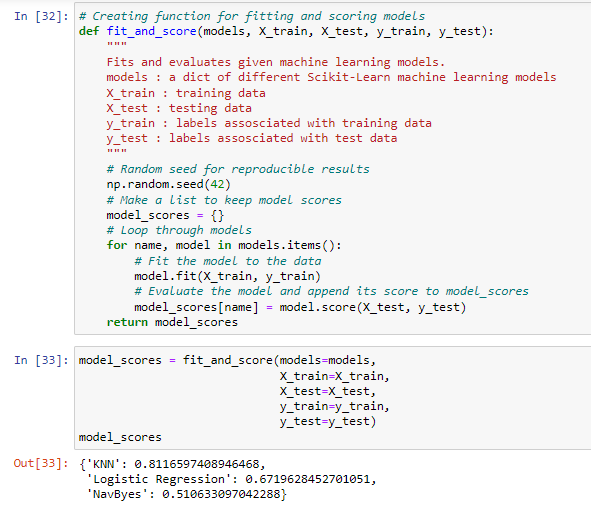 In [32]: # Creating function for fitting and scoring models
def fit_and_score(models, X_train, X_test, y_train, y_test):
    """
    Fits and evaluates given machine learning models.
    models : a dict of different Scikit-Learn machine learning models
    X_train : training data
    X_test : testing data
    y_train : labels assosciated with training data
    y_test : labels assosciated with test data
    """
    # Random seed for reproducible results
    np.random.seed(42)
    # Make a list to keep model scores
    model_scores = {}
    # Loop through models
    for name, model in models.items():
        # Fit the model to the data
        model.fit(X_train, y_train)
        # Evaluate the model and append its score to model_scores
        model_scores[name] = model.score(X_test, y_test)
    return model_scores
In [33]: model_scores = fit_and_score(models=models,
                             X_train=X_train,
                             X_test=X_test,
                             y_train=y_train,
                             y_test=y_test)
model_scores
Out[33]: {'KNN': 0.8116597408946468,
 'Logistic Regression': 0.6719628452701051,
 'NavByes': 0.510633097042288}